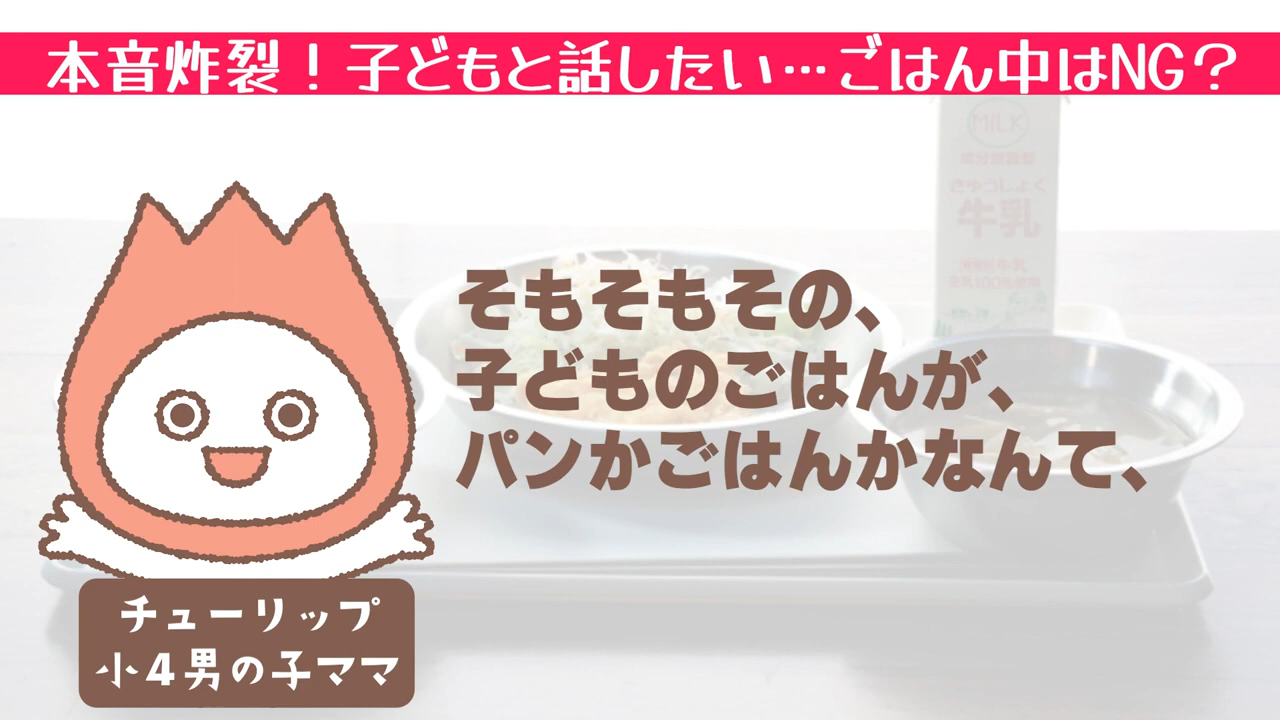 本音炸裂！子どもと話したい…ごはん中はNG？
MILK
きゅうしょく
牛乳
そもそもその、
子どものごはんが、
パンかごはんかなんて、
チューリップ
小4男の子ママ